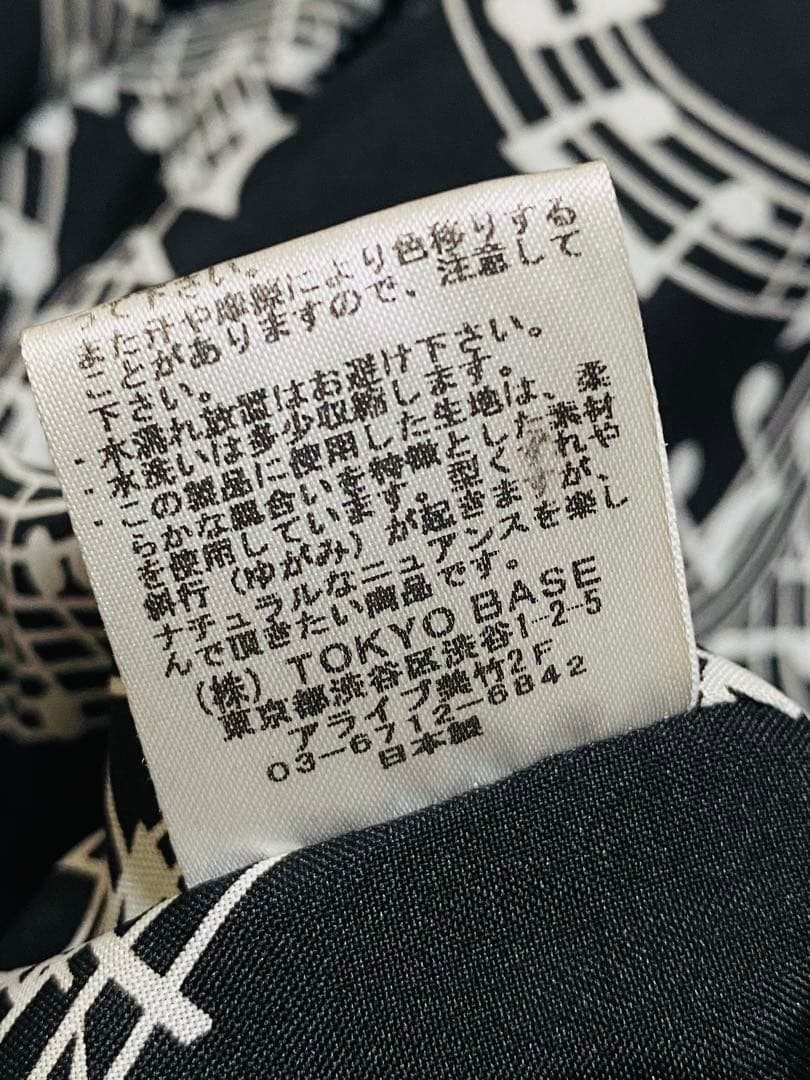 って下さい。
また汗や摩擦により色移りする
ことがありますので、注意して
下さい。
・水濡れ放置はお避け下さい。
・水洗いは多少収縮します。
・この製品に使用した生地は、柔
らかな風合いを特徴とした素材
を使用しています。型くずれや
斜行(ゆがみ)が起きますが、
ナチュラルなニュアンスを楽し
んで頂きたい商品です。
(株) TOKYO BASE
東京都渋谷区渋谷1-2-5
アライブ美竹2F
03-6712-6842
日本製